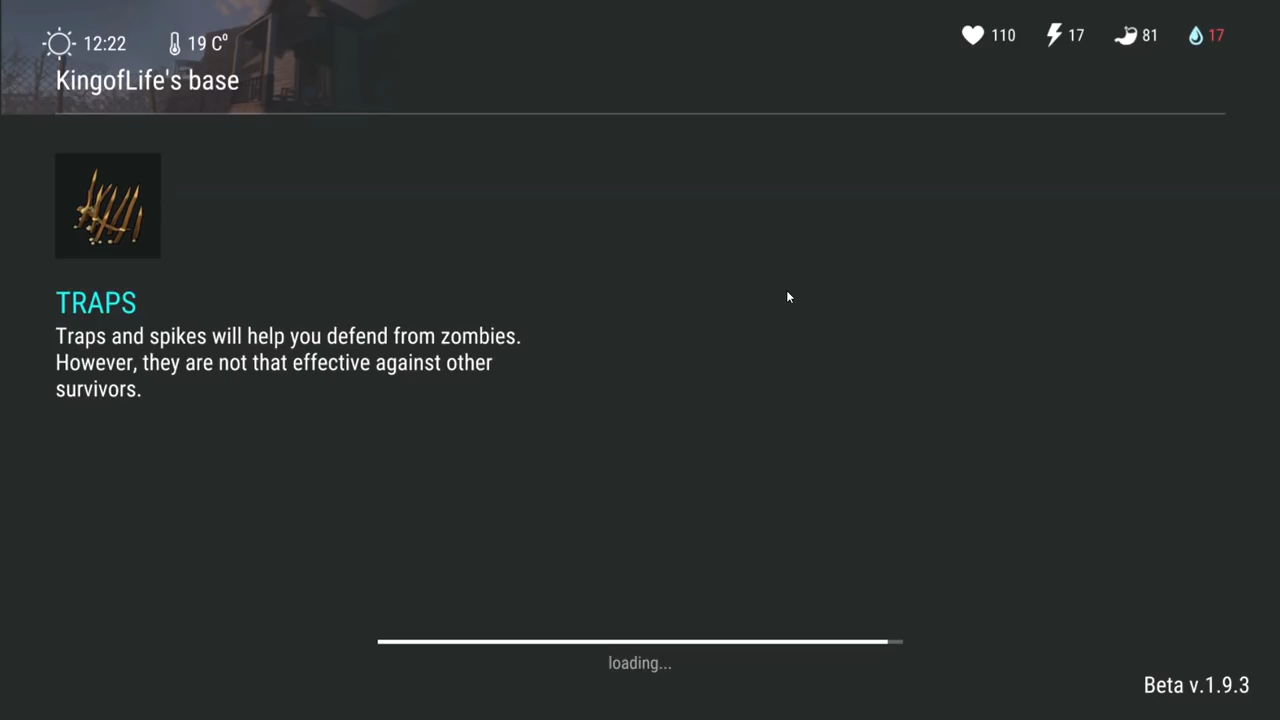 12:22 19 C° 110 17 81 17
KingofLife's base
TRAPS
Traps and spikes will help you defend from zombies.
However, they are not that effective against other
survivors.
loading...
Beta v.1.9.3